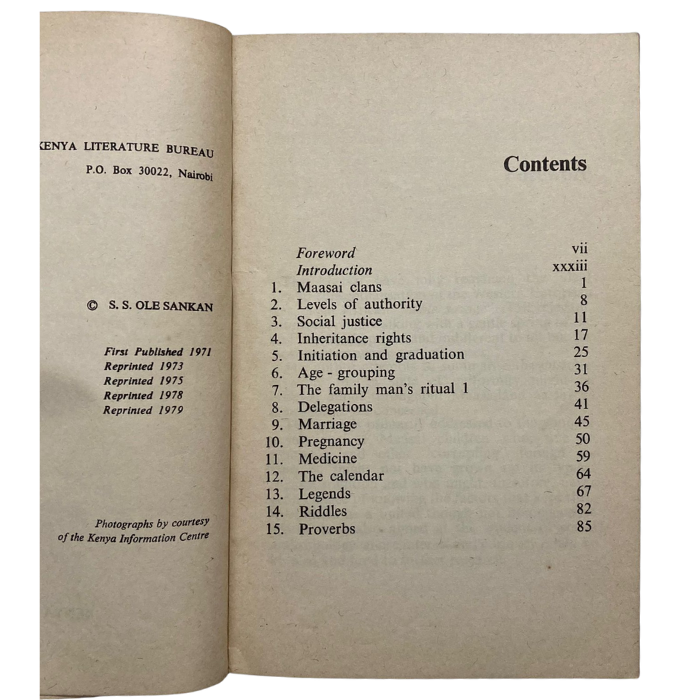 KENYA LITERATURE BUREAU
P.O. Box 30022, Nairobi
© S. S. OLE SANKAN
First Published 1971
Reprinted 1973
Reprinted 1975
Reprinted 1978
Reprinted 1979
Photographs by courtesy
of the Kenya Information Centre
Contents
Foreword vii
Introduction xxxiii
1. Maasai clans 1
2. Levels of authority 8
3. Social justice 11
4. Inheritance rights 17
5. Initiation and graduation 25
6. Age - grouping 31
7. The family man's ritual 1 36
8. Delegations 41
9. Marriage 45
10. Pregnancy 50
11. Medicine 59
12. The calendar 64
13. Legends 67
14. Riddles 82
15. Proverbs 85